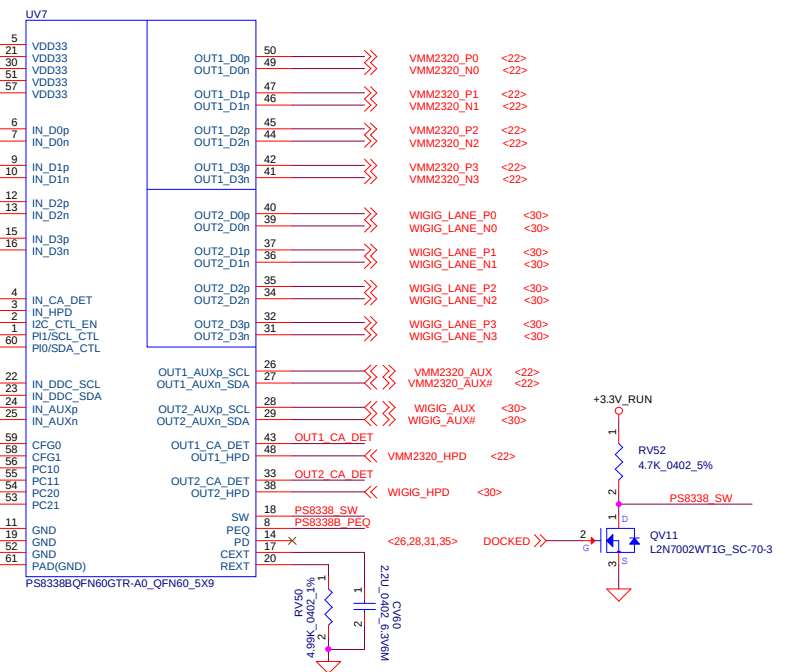 UV7
5 VDD33
21 VDD33
30 VDD33
51 VDD33
57 VDD33
6 IN_D0p
7 IN_D0n
9 IN_D1p
10 IN_D1n
12 IN_D2p
13 IN_D2n
15 IN_D3p
16 IN_D3n
4 IN_CA_DET
3 IN_HPD
2 I2C_CTL_EN
1 PI1/SCL_CTL
60 PI0/SDA_CTL
22 IN_DDC_SCL
23 IN_DDC_SDA
24 IN_AUXp
25 IN_AUXn
59 CFG0
58 CFG1
56 PC10
55 PC11
54 PC20
53 PC21
11 GND
19 GND
52 GND
61 PAD(GND)
OUT1_D0p 50 VMM2320_P0 <22>
OUT1_D0n 49 VMM2320_N0 <22>
OUT1_D1p 47 VMM2320_P1 <22>
OUT1_D1n 46 VMM2320_N1 <22>
OUT1_D2p 45 VMM2320_P2 <22>
OUT1_D2n 44 VMM2320_N2 <22>
OUT1_D3p 42 VMM2320_P3 <22>
OUT1_D3n 41 VMM2320_N3 <22>
OUT2_D0p 40 WIGIG_LANE_P0 <30>
OUT2_D0n 39 WIGIG_LANE_N0 <30>
OUT2_D1p 37 WIGIG_LANE_P1 <30>
OUT2_D1n 36 WIGIG_LANE_N1 <30>
OUT2_D2p 35 WIGIG_LANE_P2 <30>
OUT2_D2n 34 WIGIG_LANE_N2 <30>
OUT2_D3p 32 WIGIG_LANE_P3 <30>
OUT2_D3n 31 WIGIG_LANE_N3 <30>
OUT1_AUXp_SCL 26 VMM2320_AUX <22>
OUT1_AUXn_SDA 27 VMM2320_AUX# <22>
OUT2_AUXp_SCL 28 WIGIG_AUX <30>
OUT2_AUXn_SDA 29 WIGIG_AUX# <30>
OUT1_CA_DET 43 OUT1_CA_DET
OUT1_HPD 48 VMM2320_HPD <22>
OUT2_CA_DET 33 OUT2_CA_DET
OUT2_HPD 38 WIGIG_HPD <30>
SW 18 PS8338_SW
PEQ 8 PS8338B_PEQ
PD 14
CEXT 17
REXT 20
PS8338BQFN60GTR-A0_QFN60_5X9
1
RV50
4.99K_0402_1%
2
1
CV60
2.2U_0402_6.3V6M
2
+3.3V_RUN
1
RV52
4.7K_0402_5%
2
PS8338_SW
1 D
<26,28,31,35> DOCKED 2 G
QV11
L2N7002WT1G_SC-70-3
3 S